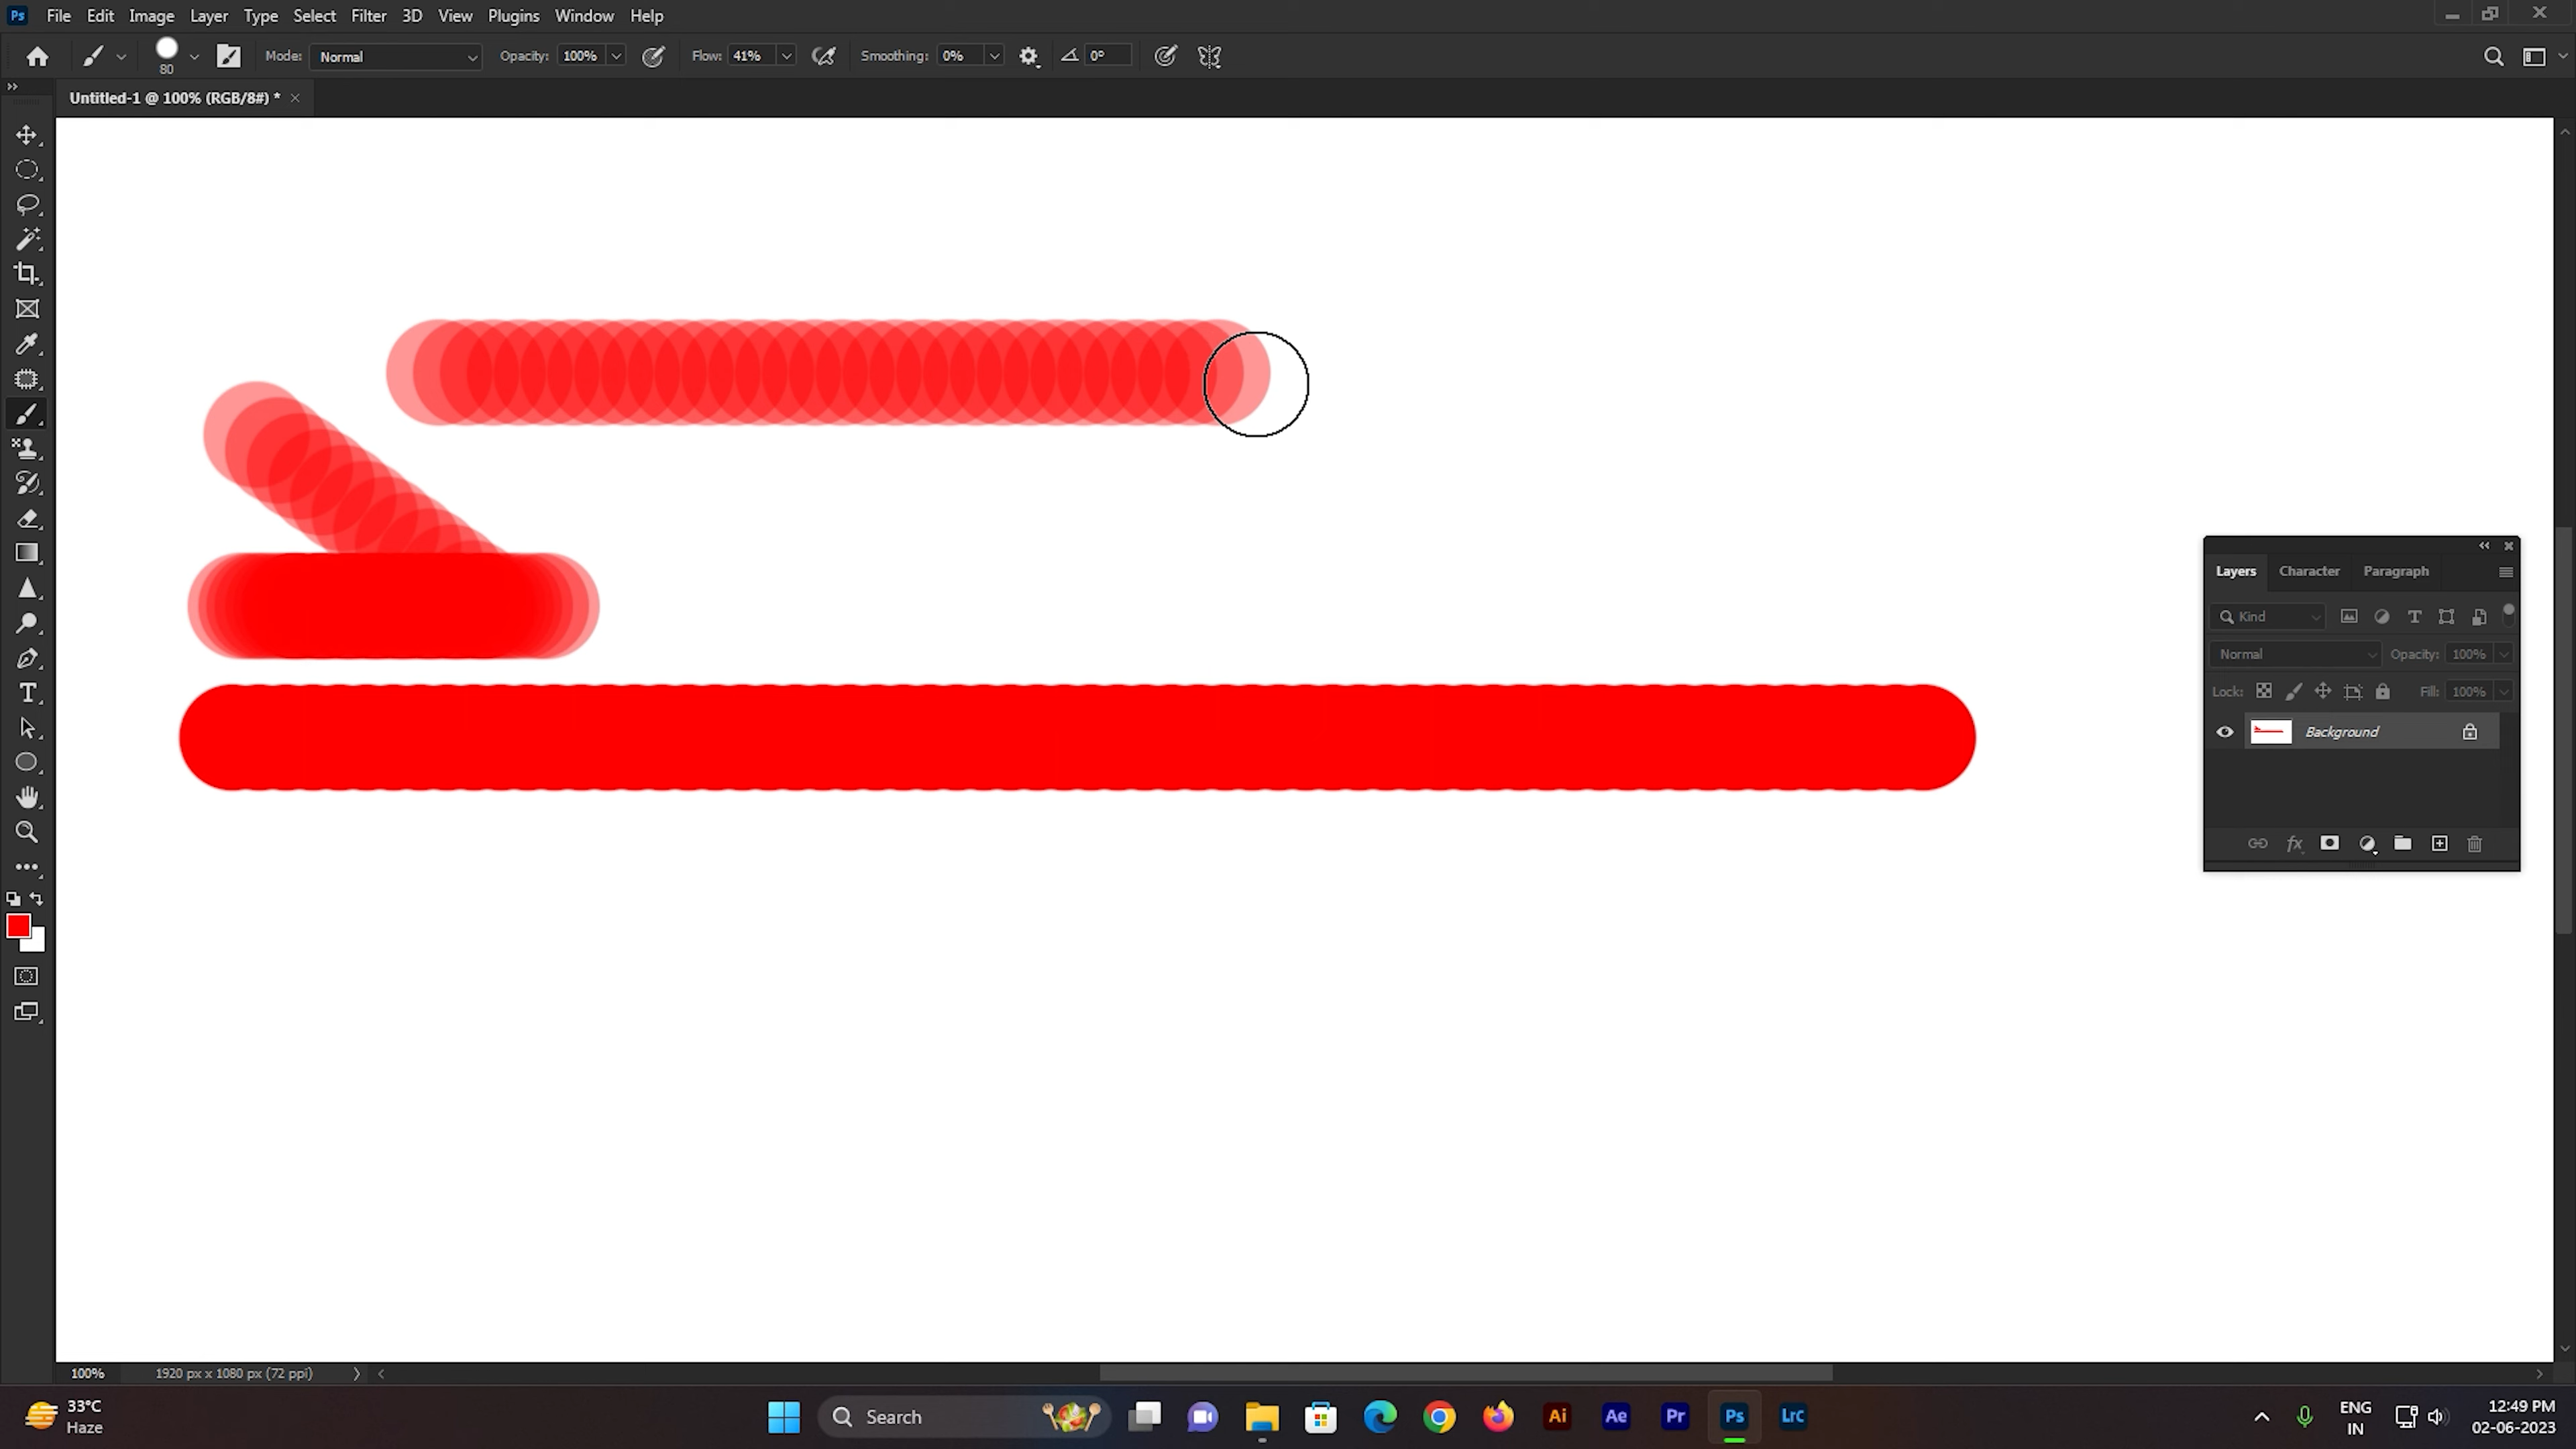 Ps File Edit Image Layer Type Select Filter 3D View Plugins Window Help
80 Mode: Normal Opacity: 100% Flow: 41% Smoothing: 0% 0°
Untitled-1 @ 100% (RGB/8#) *
Layers Character Paragraph
Kind
Normal Opacity: 100%
Lock: Fill: 100%
Background
fx
T
100% 1920 px x 1080 px (72 ppi)
33°C
Haze
Search
Ai Ae Pr Ps LrC
ENG
IN
12:49 PM
02-06-2023